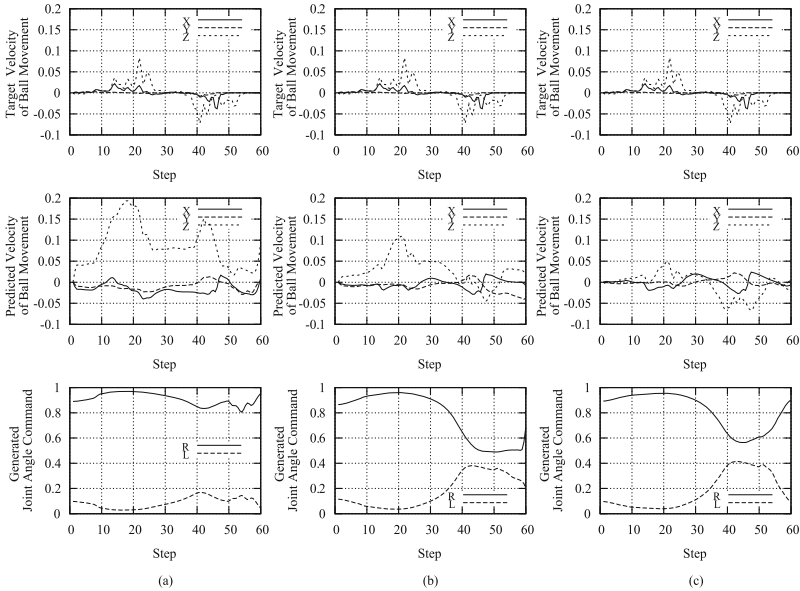 Target Velocity
of Ball Movement
0.2
0.15
0.1
0.05
0
-0.05
-0.1
X
Y
Z
0 10 20 30 40 50 60
Step
Target Velocity
of Ball Movement
0.2
0.15
0.1
0.05
0
-0.05
-0.1
X
Y
Z
0 10 20 30 40 50 60
Step
Target Velocity
of Ball Movement
0.2
0.15
0.1
0.05
0
-0.05
-0.1
X
Y
Z
0 10 20 30 40 50 60
Step
Predicted Velocity
of Ball Movement
0.2
0.15
0.1
0.05
0
-0.05
-0.1
X
Y
Z
0 10 20 30 40 50 60
Step
Predicted Velocity
of Ball Movement
0.2
0.15
0.1
0.05
0
-0.05
-0.1
X
Y
Z
0 10 20 30 40 50 60
Step
Predicted Velocity
of Ball Movement
0.2
0.15
0.1
0.05
0
-0.05
-0.1
X
Y
Z
0 10 20 30 40 50 60
Step
Generated
Joint Angle Command
1
0.8
0.6
0.4
0.2
0
R
L
0 10 20 30 40 50 60
Step
(a)
Generated
Joint Angle Command
1
0.8
0.6
0.4
0.2
0
R
L
0 10 20 30 40 50 60
Step
(b)
Generated
Joint Angle Command
1
0.8
0.6
0.4
0.2
0
R
L
0 10 20 30 40 50 60
Step
(c)